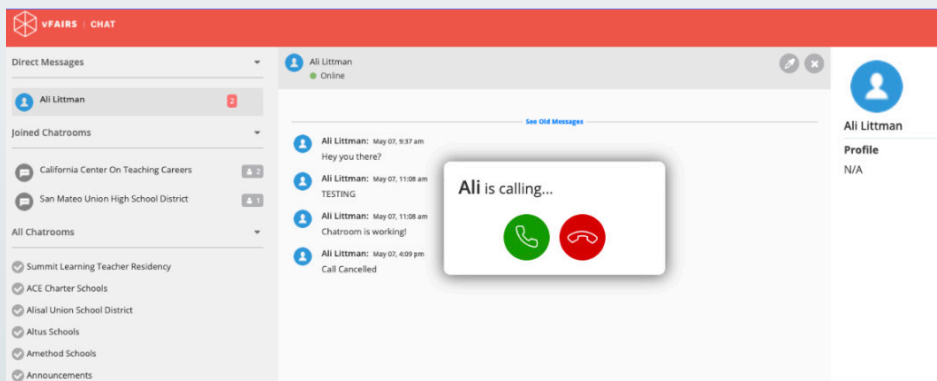 vFAIRS | CHAT
Direct Messages
Ali Littman
2
Joined Chatrooms
California Center On Teaching Careers
2
San Mateo Union High School District
1
All Chatrooms
Summit Learning Teacher Residency
ACE Charter Schools
Alisal Union School District
Altus Schools
Amethod Schools
Announcements
Ali Littman
Online
See Old Messages
Ali Littman: May 07, 9:37 am
Hey you there?
Ali Littman: May 07, 11:08 am
TESTING
Ali Littman: May 07, 11:08 am
Chatroom is working!
Ali Littman: May 07, 4:09 pm
Call Cancelled
Ali is calling...
Ali Littman
Profile
N/A